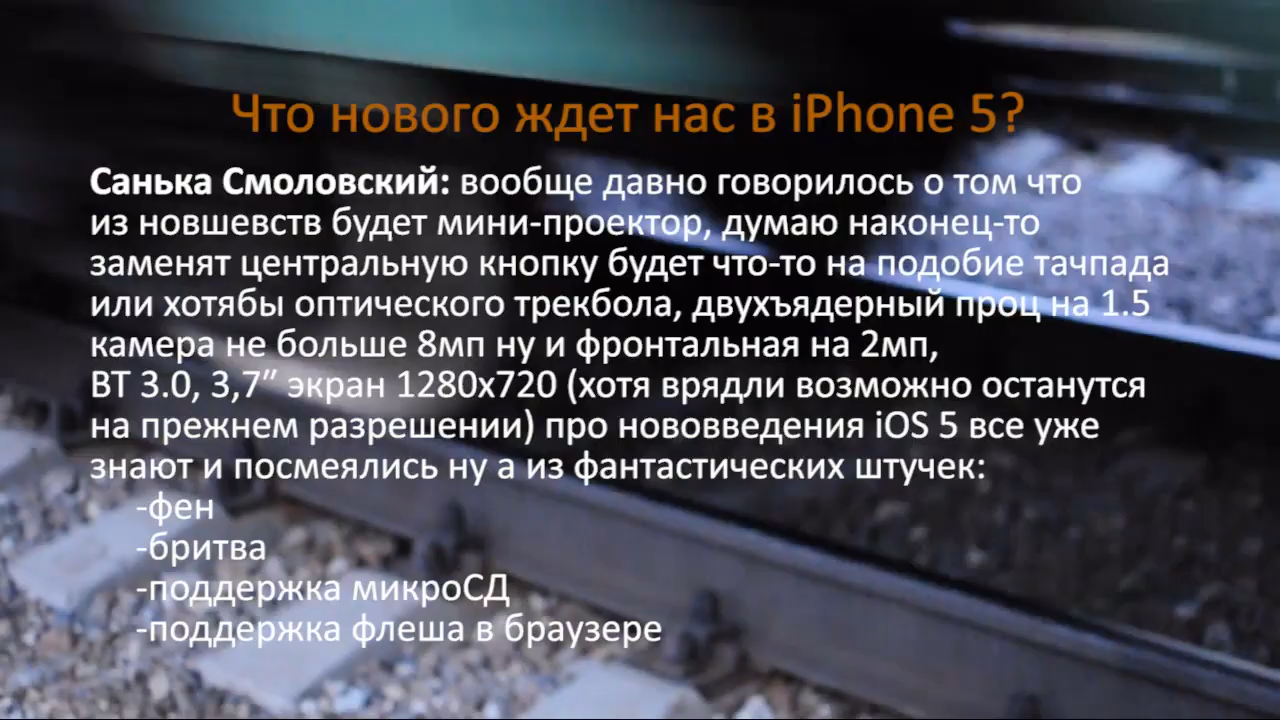 Что нового ждет нас в iPhone 5?
Санька Смоловский: вообще давно говорилось о том что
из новшевств будет мини-проектор, думаю наконец-то
заменят центральную кнопку будет что-то на подобие тачпада
или хотябы оптического трекбола, двухъядерный проц на 1.5
камера не больше 8мп ну и фронтальная на 2мп,
BT 3.0, 3,7″ экран 1280x720 (хотя врядли возможно останутся
на прежнем разрешении) про нововведения iOS 5 все уже
знают и посмеялись ну а из фантастических штучек:
-фен
-бритва
-поддержка микроСД
-поддержка флеша в браузере